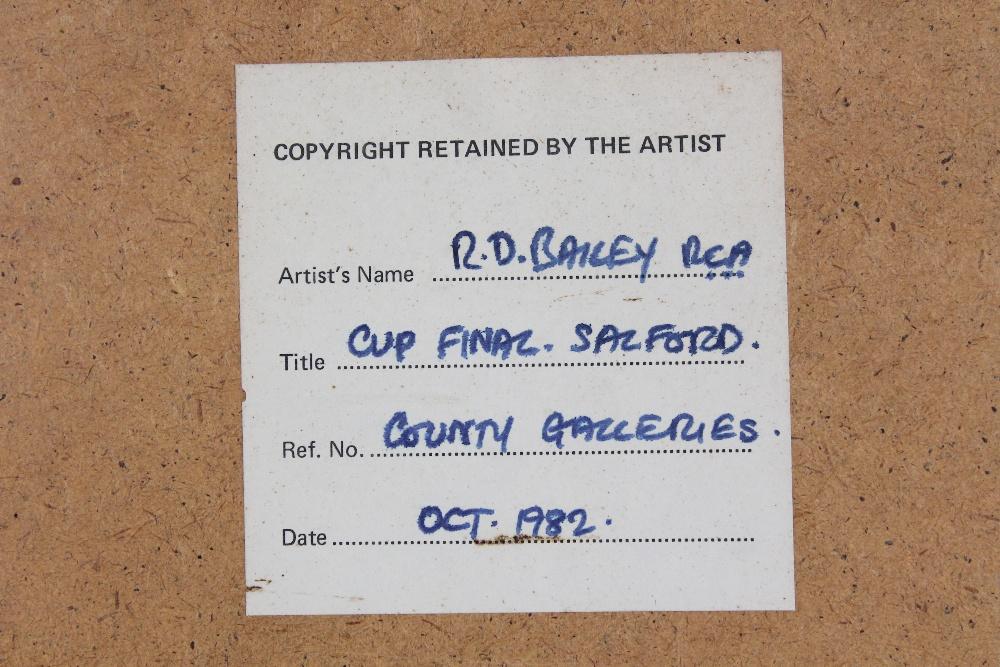 COPYRIGHT RETAINED BY THE ARTIST
Artist's Name R.D. BAILEY RCA
Title CUP FINAL. SALFORD.
Ref. No. COUNTY GALLERIES.
Date OCT. 1982.